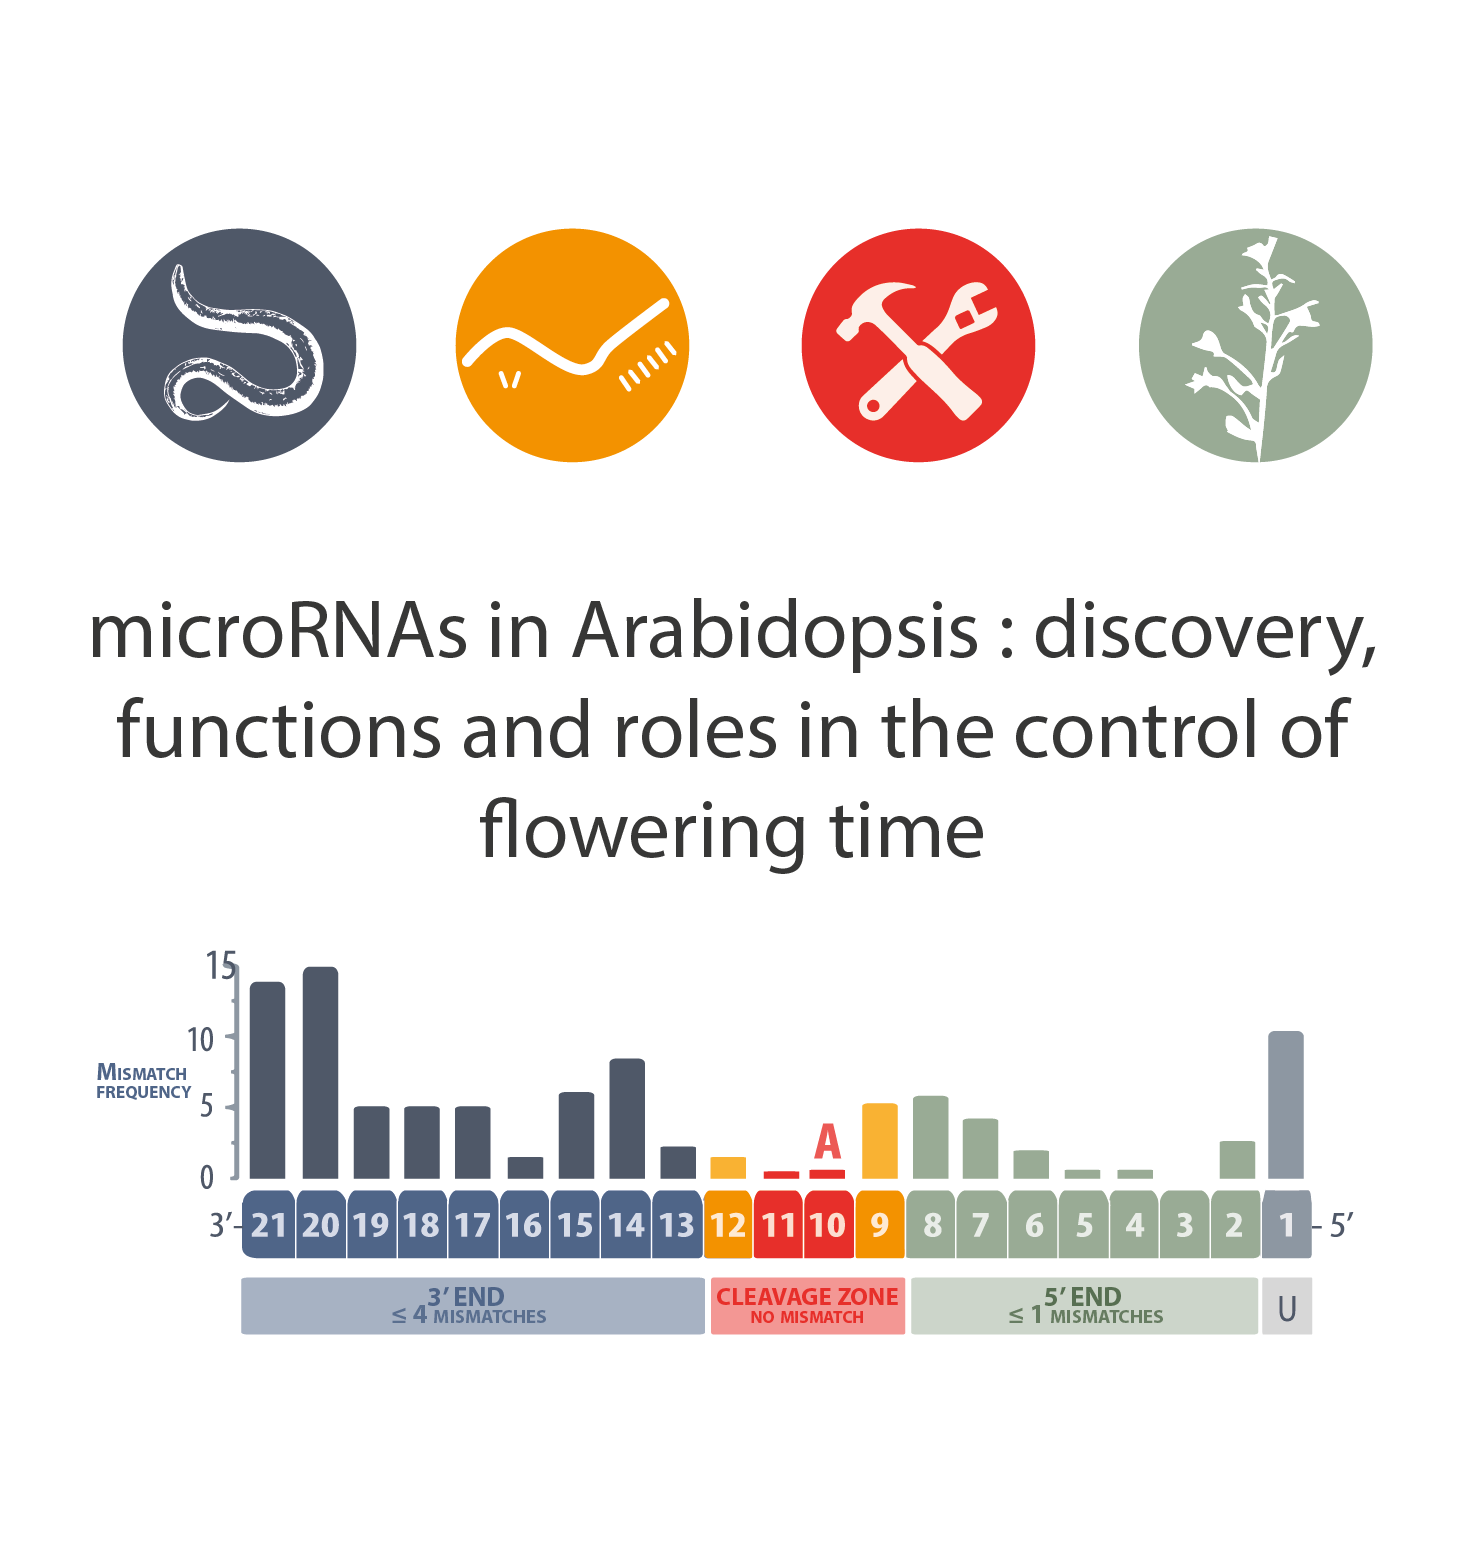 microRNAs in Arabidopsis : discovery,
functions and roles in the control of
flowering time
15
10
MISMATCH
FREQUENCY
5
0
A
3’- 21 20 19 18 17 16 15 14 13 12 11 10 9 8 7 6 5 4 3 2 1 - 5’
3’ END
≤ 4 MISMATCHES
CLEAVAGE ZONE
NO MISMATCH
5’ END
≤ 1 MISMATCHES
U